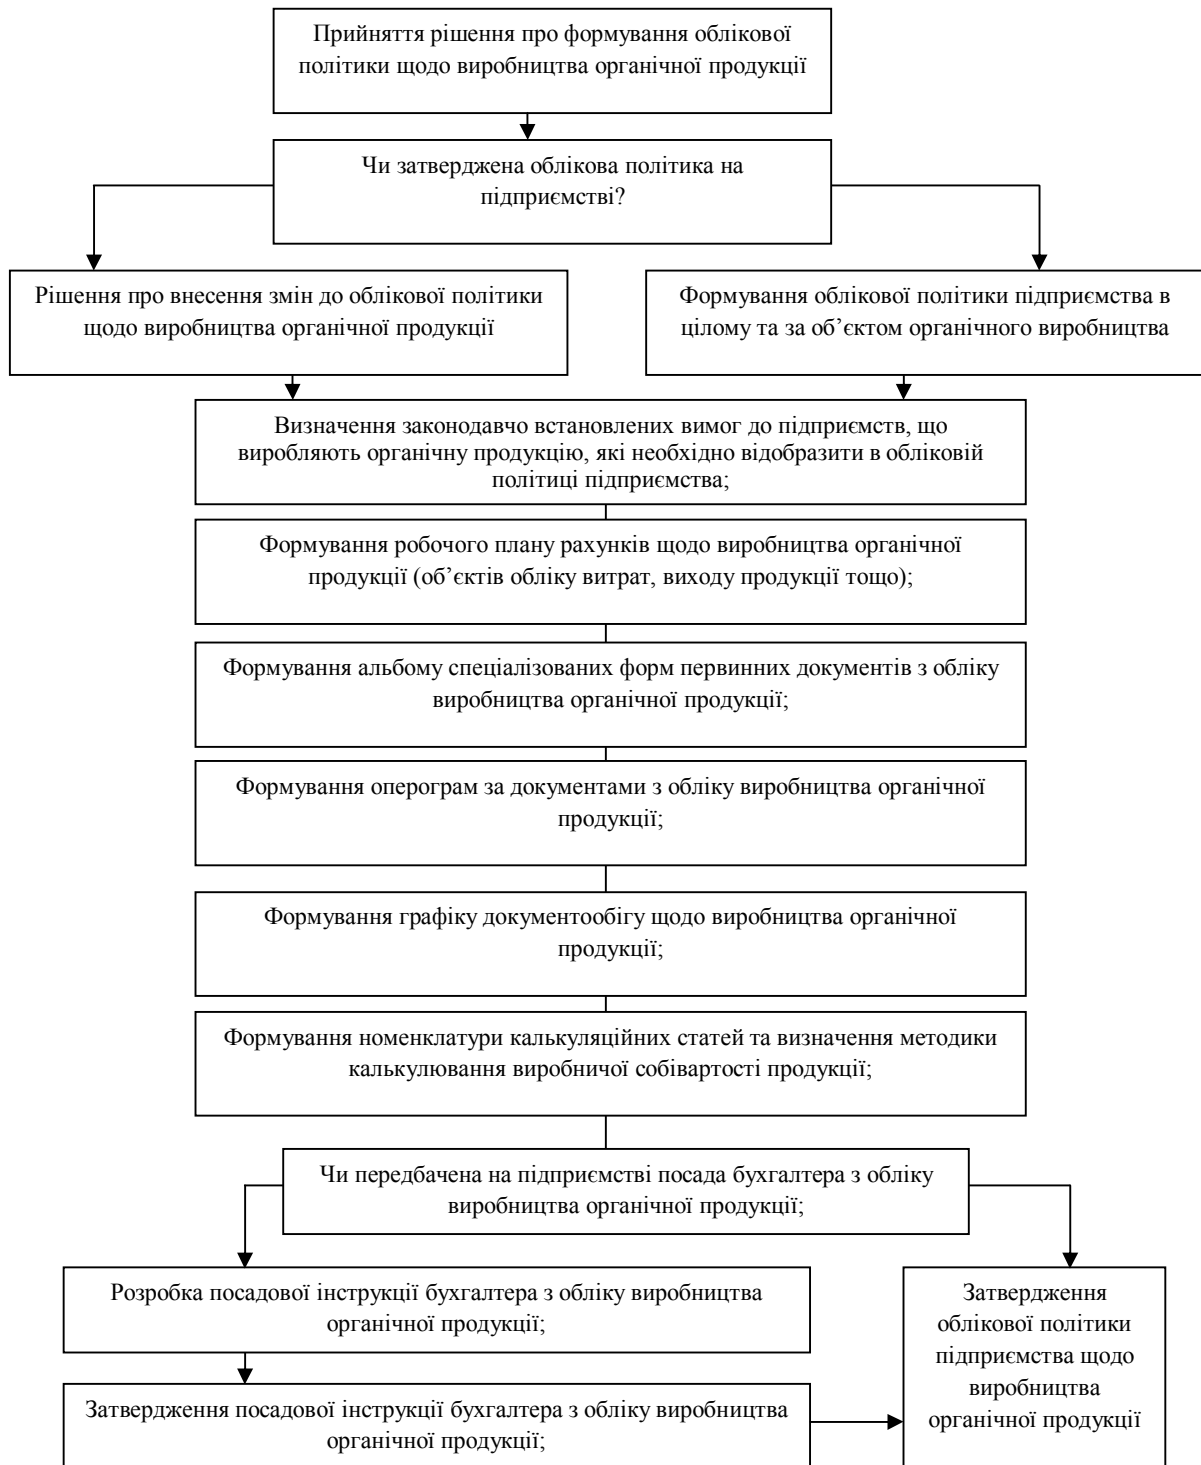 Прийняття рішення про формування облікової
політики щодо виробництва органічної продукції
Чи затверджена облікова політика на
підприємстві?
Рішення про внесення змін до облікової політики
щодо виробництва органічної продукції
Формування облікової політики підприємства в
цілому та за об’єктом органічного виробництва
Визначення законодавчо встановлених вимог до підприємств, що
виробляють органічну продукцію, які необхідно відобразити в обліковій
політиці підприємства;
Формування робочого плану рахунків щодо виробництва органічної
продукції (об’єктів обліку витрат, виходу продукції тощо);
Формування альбому спеціалізованих форм первинних документів з обліку
виробництва органічної продукції;
Формування оперограм за документами з обліку виробництва органічної
продукції;
Формування графіку документообігу щодо виробництва органічної
продукції;
Формування номенклатури калькуляційних статей та визначення методики
калькулювання виробничої собівартості продукції;
Чи передбачена на підприємстві посада бухгалтера з обліку
виробництва органічної продукції;
Розробка посадової інструкції бухгалтера з обліку виробництва
органічної продукції;
Затвердження посадової інструкції бухгалтера з обліку виробництва
органічної продукції;
Затвердження
облікової політики
підприємства щодо
виробництва
органічної продукції